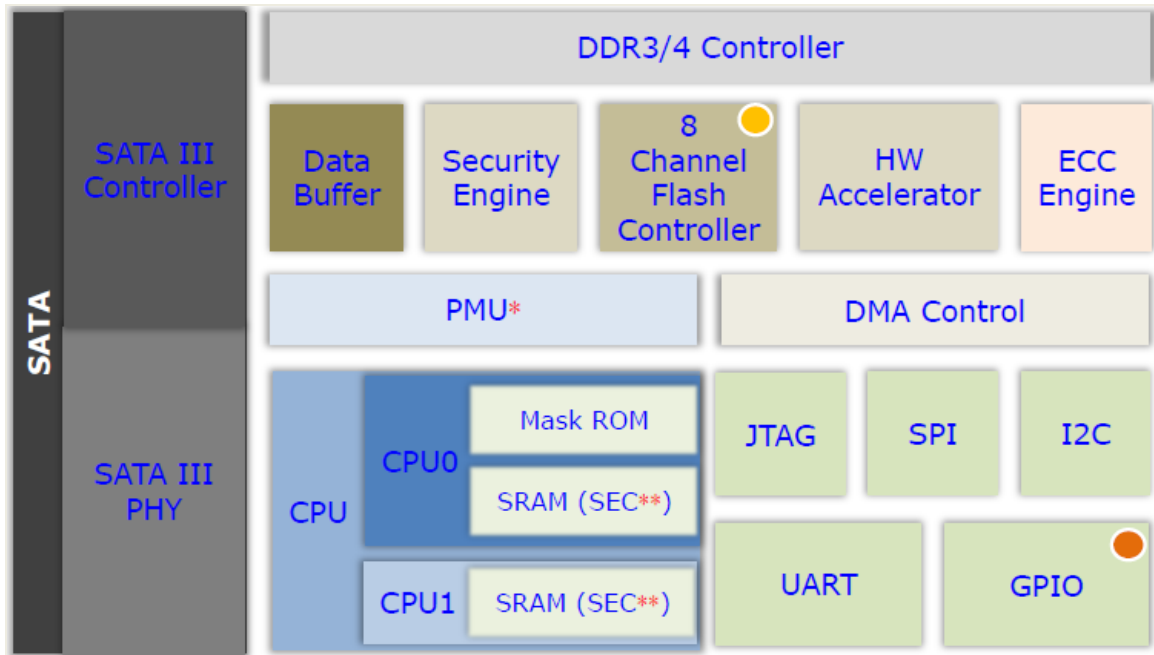 SATA
SATA III
Controller
SATA III
PHY
DDR3/4 Controller
Data
Buffer
Security
Engine
8
Channel
Flash
Controller
HW
Accelerator
ECC
Engine
PMU*
DMA Control
CPU
CPU0
Mask ROM
SRAM (SEC**)
CPU1
SRAM (SEC**)
JTAG
SPI
I2C
UART
GPIO